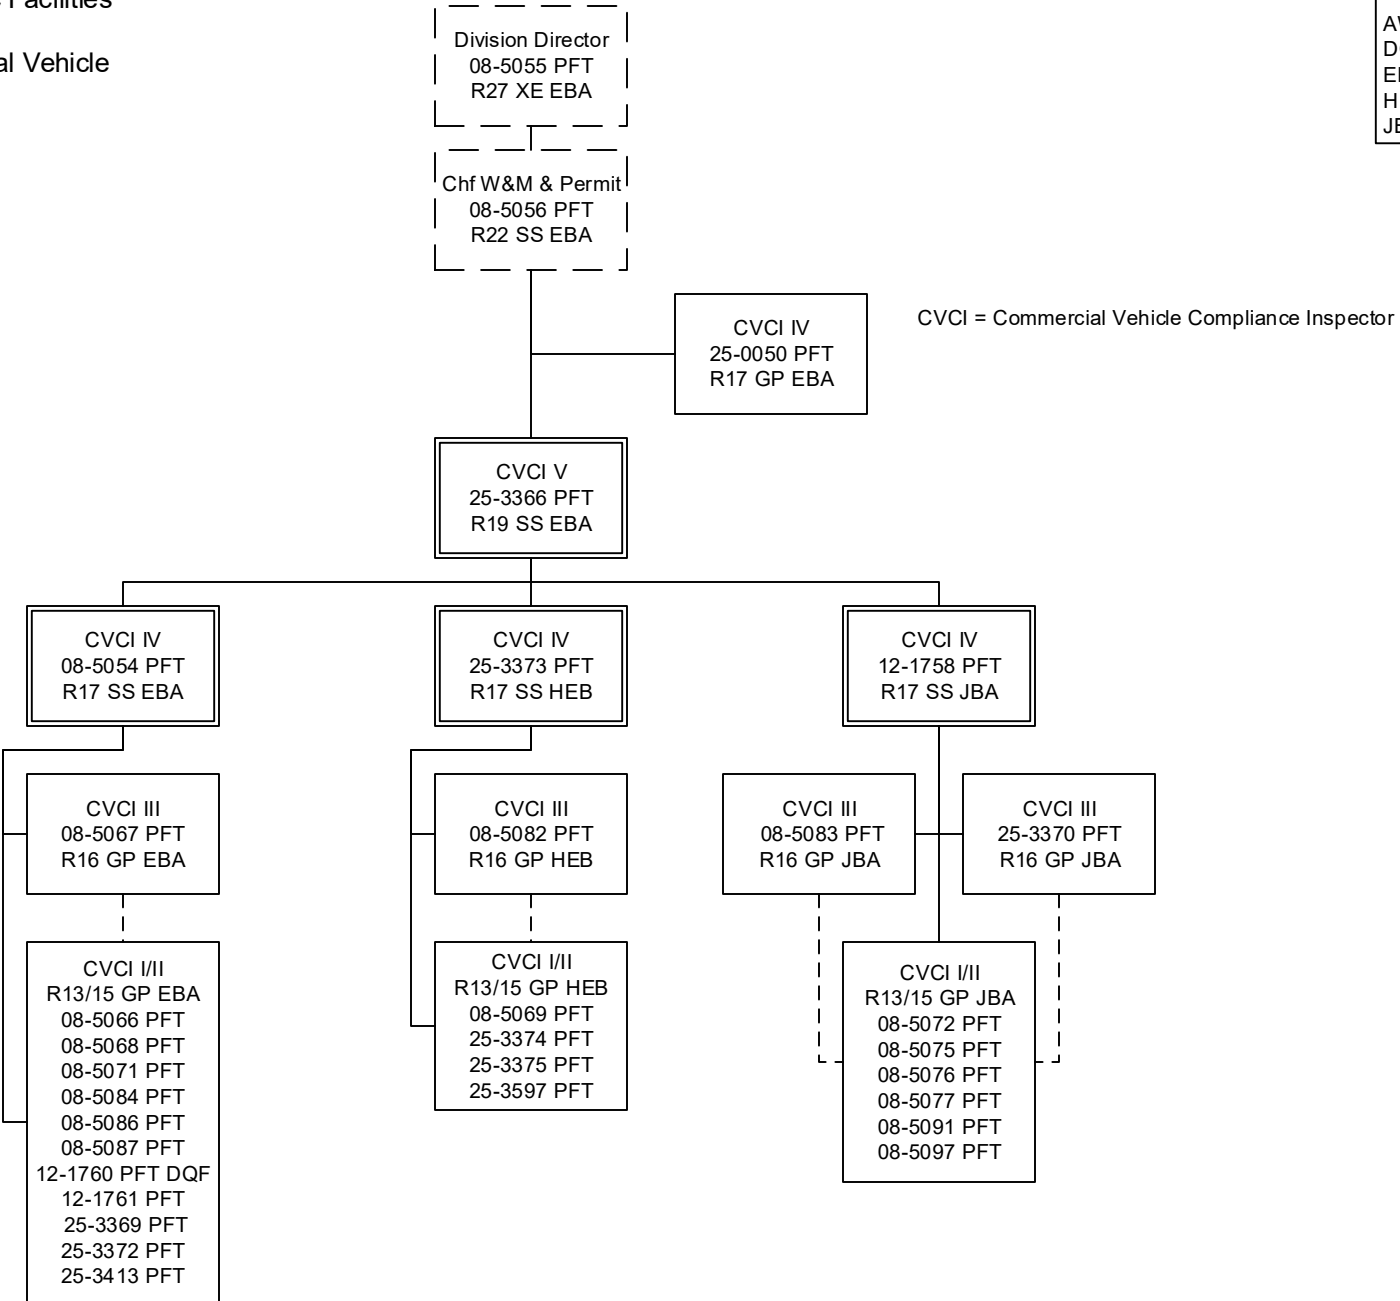 Facilities
al Vehicle
Division Director
08-5055 PFT
R27 XE EBA
Chf W&M & Permit
08-5056 PFT
R22 SS EBA
CVCI IV
25-0050 PFT
R17 GP EBA
CVCI = Commercial Vehicle Compliance Inspector
CVCI V
25-3366 PFT
R19 SS EBA
CVCI IV
08-5054 PFT
R17 SS EBA
CVCI IV
25-3373 PFT
R17 SS HEB
CVCI IV
12-1758 PFT
R17 SS JBA
CVCI III
08-5067 PFT
R16 GP EBA
CVCI III
08-5082 PFT
R16 GP HEB
CVCI III
08-5083 PFT
R16 GP JBA
CVCI III
25-3370 PFT
R16 GP JBA
CVCI I/II
R13/15 GP EBA
08-5066 PFT
08-5068 PFT
08-5071 PFT
08-5084 PFT
08-5086 PFT
08-5087 PFT
12-1760 PFT DQF
12-1761 PFT
25-3369 PFT
25-3372 PFT
25-3413 PFT
CVCI I/II
R13/15 GP HEB
08-5069 PFT
25-3374 PFT
25-3375 PFT
25-3597 PFT
CVCI I/II
R13/15 GP JBA
08-5072 PFT
08-5075 PFT
08-5076 PFT
08-5077 PFT
08-5091 PFT
08-5097 PFT